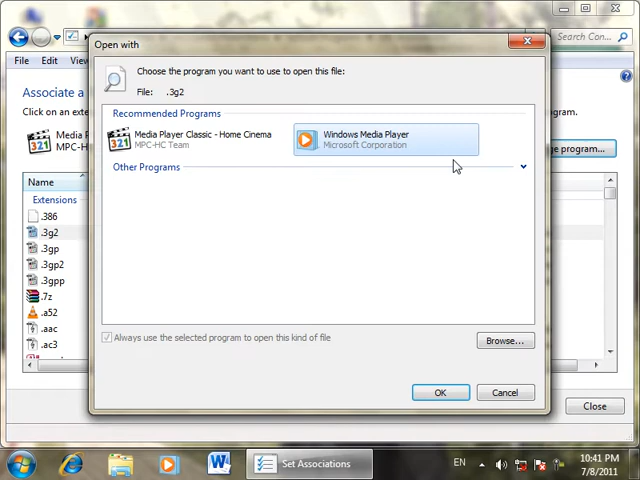 Search Con...
File Edit View
Open with
Choose the program you want to use to open this file:
File: .3g2
Associate a
Click on an exte
ogram.
Recommended Programs
Media P
MPC-HC
Media Player Classic - Home Cinema
MPC-HC Team
Windows Media Player
Microsoft Corporation
ge program...
Other Programs
Name
Extensions
.386
.3g2
.3gp
.3gp2
.3gpp
.7z
.a52
.aac
.ac3
Always use the selected program to open this kind of file
Browse...
OK
Cancel
Close
Set Associations
EN
10:41 PM
7/8/2011